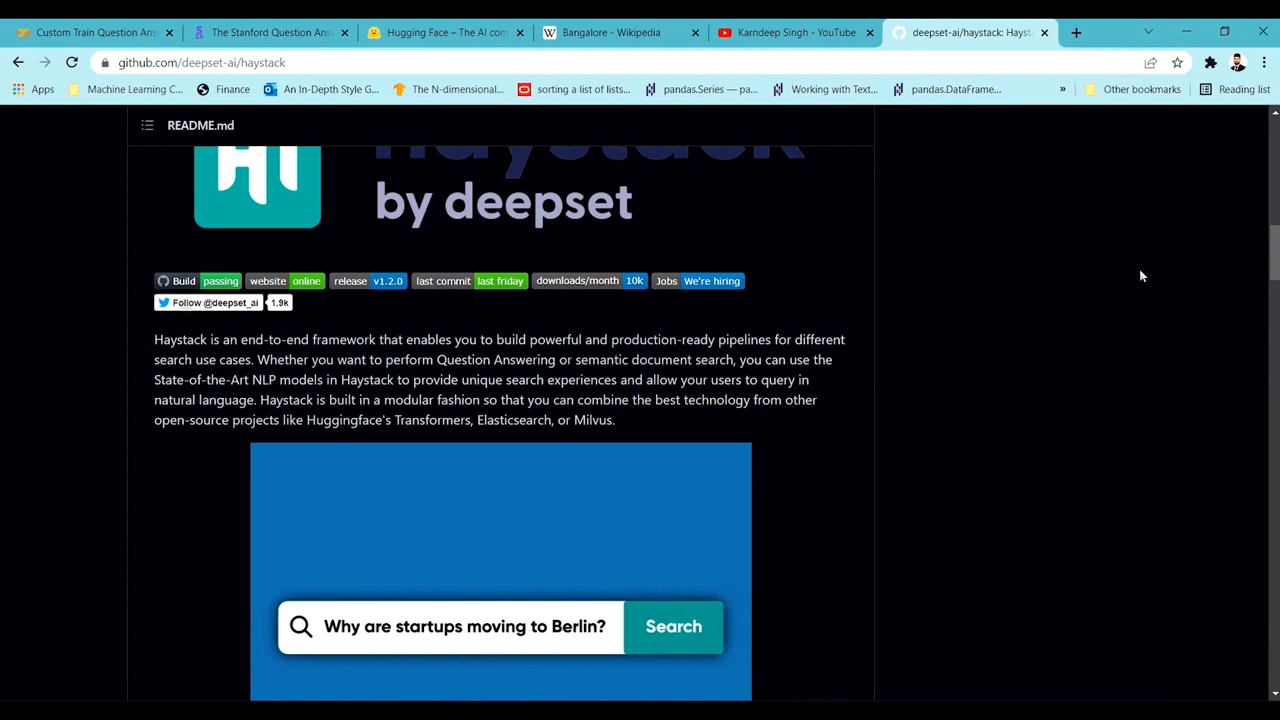 Custom Train Question Ans
The Stanford Question Ans
Hugging Face – The AI com
Bangalore - Wikipedia
Karndeep Singh - YouTube
deepset-ai/haystack: Hayst
github.com/deepset-ai/haystack
Apps
Machine Learning C...
Finance
An In-Depth Style G...
The N-dimensional...
sorting a list of lists...
pandas.Series — pa...
Working with Text...
pandas.DataFrame...
»
Other bookmarks
Reading list
README.md
haystack
by deepset
Build passing website online release v1.2.0 last commit last friday downloads/month 10k Jobs We're hiring
Follow @deepset_ai 1.9k
Haystack is an end-to-end framework that enables you to build powerful and production-ready pipelines for different
search use cases. Whether you want to perform Question Answering or semantic document search, you can use the
State-of-the-Art NLP models in Haystack to provide unique search experiences and allow your users to query in
natural language. Haystack is built in a modular fashion so that you can combine the best technology from other
open-source projects like Huggingface's Transformers, Elasticsearch, or Milvus.
Why are startups moving to Berlin?
Search